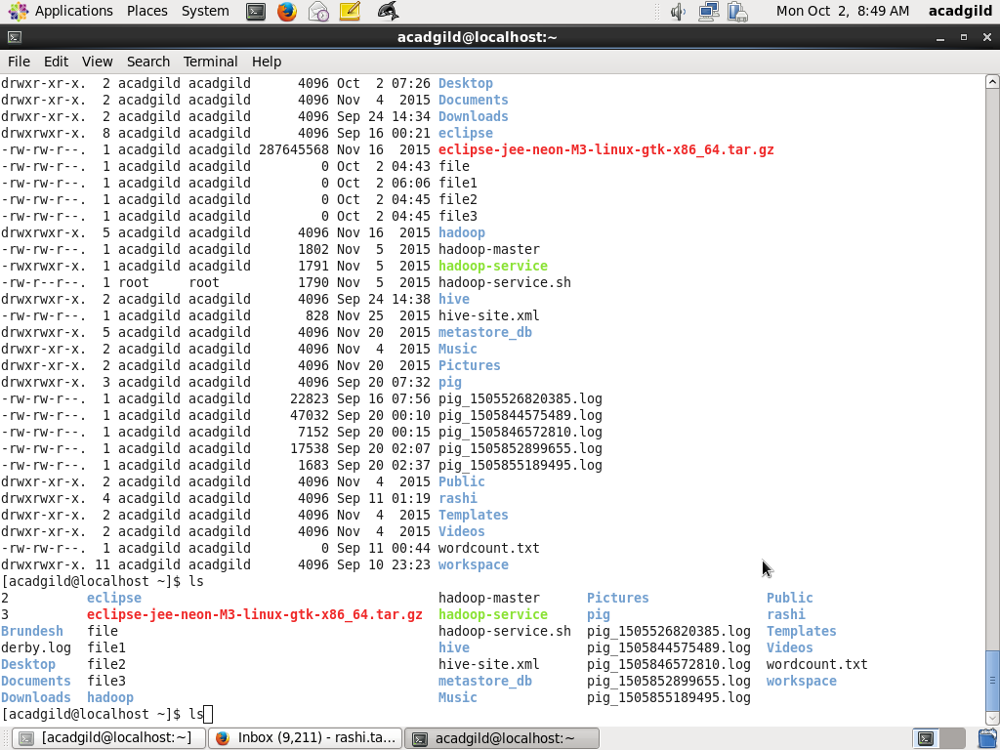 Applications Places System Mon Oct 2, 8:49 AM acadgild
acadgild@localhost:~
File Edit View Search Terminal Help
drwxr-xr-x.  2 acadgild acadgild      4096 Oct  2 07:26 Desktop
drwxr-xr-x.  2 acadgild acadgild      4096 Nov  4  2015 Documents
drwxr-xr-x.  2 acadgild acadgild      4096 Sep 24 14:34 Downloads
drwxrwxr-x.  8 acadgild acadgild      4096 Sep 16 00:21 eclipse
-rw-rw-r--.  1 acadgild acadgild 287645568 Nov 16  2015 eclipse-jee-neon-M3-linux-gtk-x86_64.tar.gz
-rw-rw-r--.  1 acadgild acadgild         0 Oct  2 04:43 file
-rw-rw-r--.  1 acadgild acadgild         0 Oct  2 06:06 file1
-rw-rw-r--.  1 acadgild acadgild         0 Oct  2 04:45 file2
-rw-rw-r--.  1 acadgild acadgild         0 Oct  2 04:45 file3
drwxrwxr-x.  5 acadgild acadgild      4096 Nov 16  2015 hadoop
-rw-rw-r--.  1 acadgild acadgild      1802 Nov  5  2015 hadoop-master
-rwxrwxr-x.  1 acadgild acadgild      1791 Nov  5  2015 hadoop-service
-rw-r--r--.  1 root     root          1790 Nov  5  2015 hadoop-service.sh
drwxrwxr-x.  2 acadgild acadgild      4096 Sep 24 14:38 hive
-rw-rw-r--.  1 acadgild acadgild       828 Nov 25  2015 hive-site.xml
drwxrwxr-x.  5 acadgild acadgild      4096 Nov 20  2015 metastore_db
drwxr-xr-x.  2 acadgild acadgild      4096 Nov  4  2015 Music
drwxr-xr-x.  2 acadgild acadgild      4096 Nov 20  2015 Pictures
drwxrwxr-x.  3 acadgild acadgild      4096 Sep 20 07:32 pig
-rw-rw-r--.  1 acadgild acadgild     22823 Sep 16 07:56 pig_1505526820385.log
-rw-rw-r--.  1 acadgild acadgild     47032 Sep 20 00:10 pig_1505844575489.log
-rw-rw-r--.  1 acadgild acadgild      7152 Sep 20 00:15 pig_1505846572810.log
-rw-rw-r--.  1 acadgild acadgild     17538 Sep 20 02:07 pig_1505852899655.log
-rw-rw-r--.  1 acadgild acadgild      1683 Sep 20 02:37 pig_1505855189495.log
drwxr-xr-x.  2 acadgild acadgild      4096 Nov  4  2015 Public
drwxrwxr-x.  4 acadgild acadgild      4096 Sep 11 01:19 rashi
drwxr-xr-x.  2 acadgild acadgild      4096 Nov  4  2015 Templates
drwxr-xr-x.  2 acadgild acadgild      4096 Nov  4  2015 Videos
-rw-rw-r--.  1 acadgild acadgild         0 Sep 11 00:44 wordcount.txt
drwxrwxr-x. 11 acadgild acadgild      4096 Sep 10 23:23 workspace
[acadgild@localhost ~]$ ls
2 eclipse hadoop-master Pictures Public
3 eclipse-jee-neon-M3-linux-gtk-x86_64.tar.gz hadoop-service pig rashi
Brundesh file hadoop-service.sh pig_1505526820385.log Templates
derby.log file1 hive pig_1505844575489.log Videos
Desktop file2 hive-site.xml pig_1505846572810.log wordcount.txt
Documents file3 metastore_db pig_1505852899655.log workspace
Downloads hadoop Music pig_1505855189495.log
[acadgild@localhost ~]$ ls
[acadgild@localhost:~] Inbox (9,211) - rashi.ta... acadgild@localhost:~